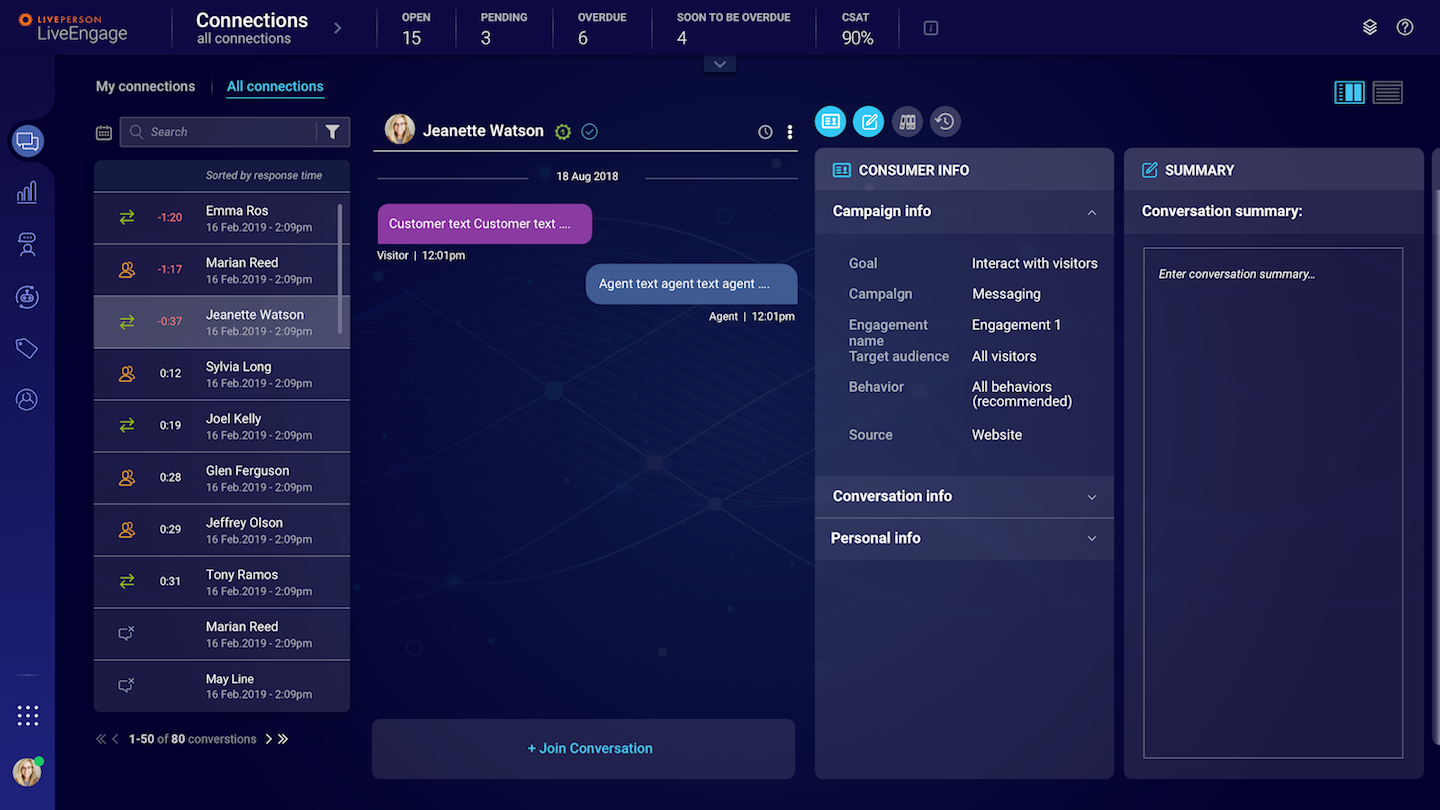 LIVEPERSON
LiveEngage
Connections
all connections
OPEN
15
PENDING
3
OVERDUE
6
SOON TO BE OVERDUE
4
CSAT
90%
My connections
All connections
Search
Sorted by response time
-1:20
Emma Ros
16 Feb.2019 - 2:09pm
-1:17
Marian Reed
16 Feb.2019 - 2:09pm
-0:37
Jeanette Watson
16 Feb.2019 - 2:09pm
0:12
Sylvia Long
16 Feb.2019 - 2:09pm
0:19
Joel Kelly
16 Feb.2019 - 2:09pm
0:28
Glen Ferguson
16 Feb.2019 - 2:09pm
0:29
Jeffrey Olson
16 Feb.2019 - 2:09pm
0:31
Tony Ramos
16 Feb.2019 - 2:09pm
Marian Reed
16 Feb.2019 - 2:09pm
May Line
16 Feb.2019 - 2:09pm
1-50 of 80 converstions
Jeanette Watson
1
18 Aug 2018
Customer text Customer text ....
Visitor | 12:01pm
Agent text agent text agent ....
Agent | 12:01pm
+ Join Conversation
CONSUMER INFO
Campaign info
Goal
Interact with visitors
Campaign
Messaging
Engagement
name
Engagement 1
Target audience
All visitors
Behavior
All behaviors
(recommended)
Source
Website
Conversation info
Personal info
SUMMARY
Conversation summary:
Enter conversation summary...